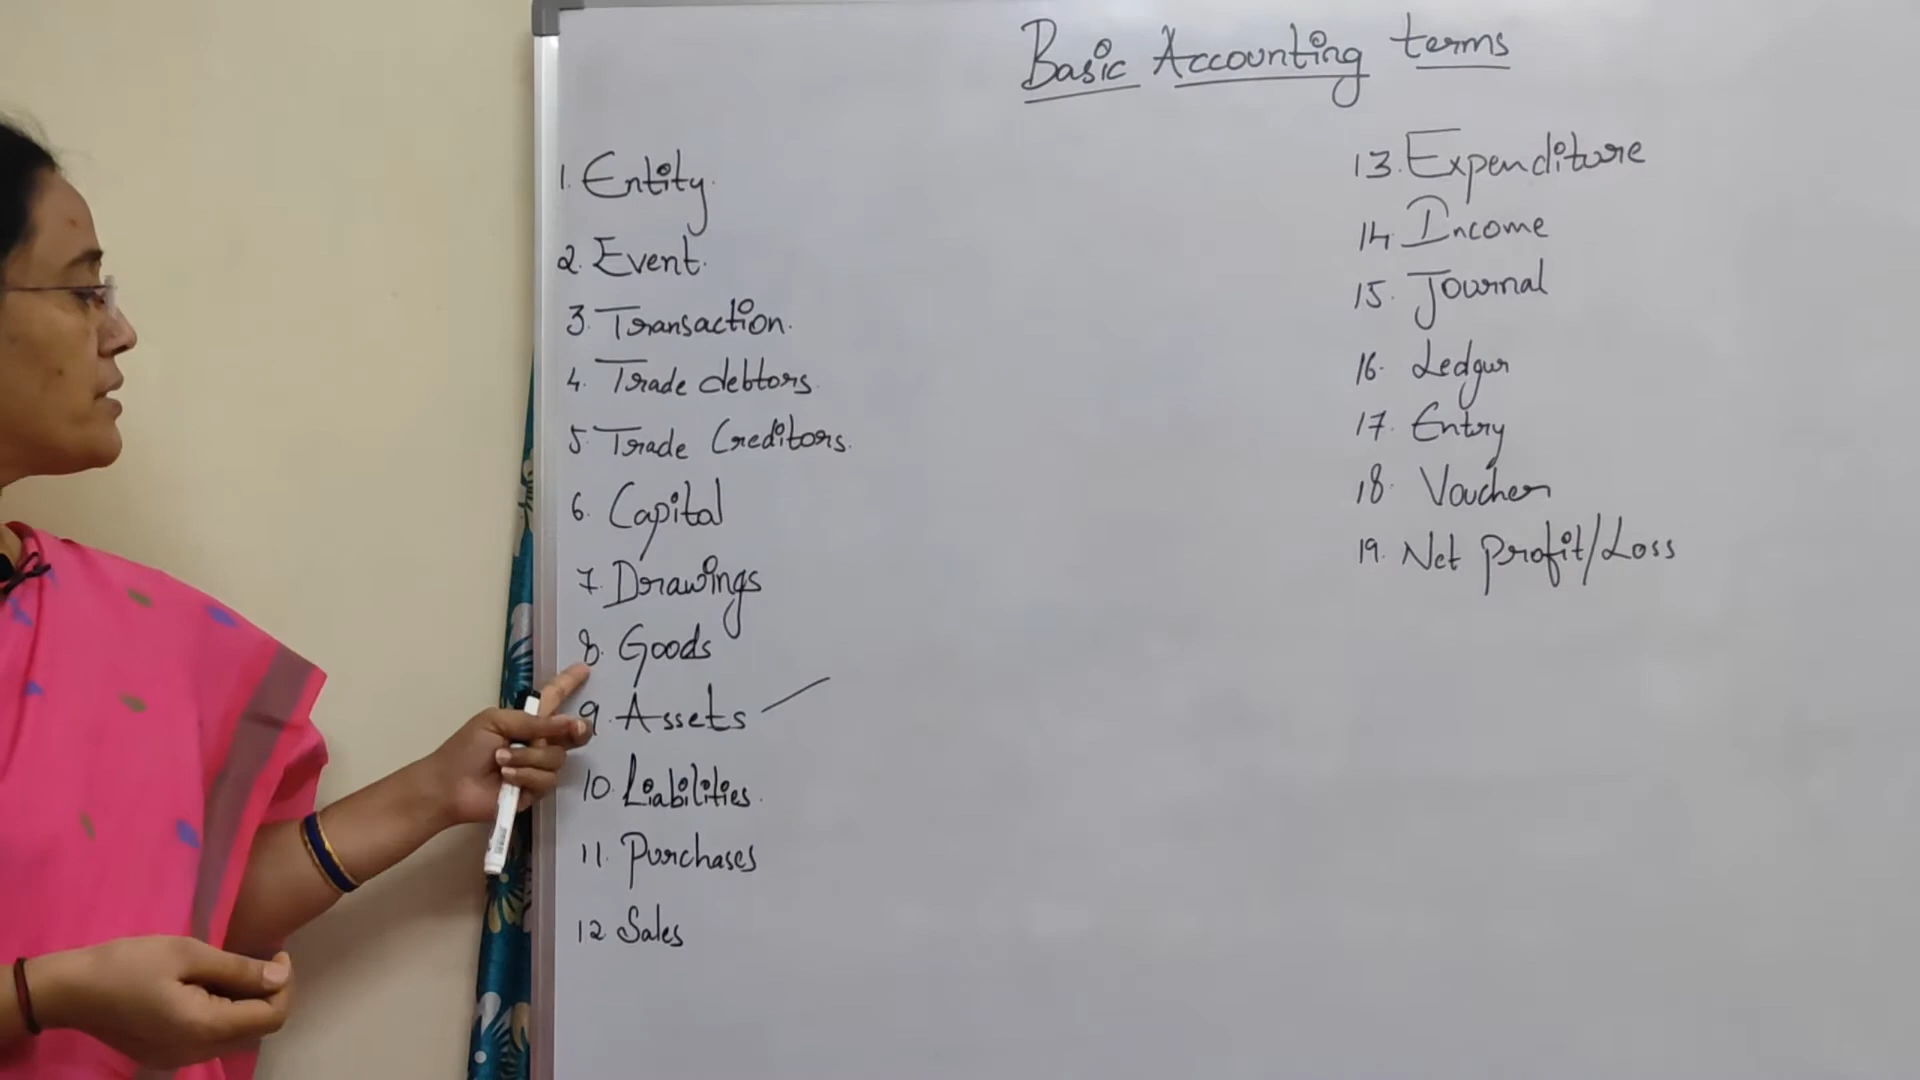 Basic Accounting terms
1. Entity.
2. Event.
3. Transaction.
4. Trade debtors.
5. Trade Creditors.
6. Capital
7. Drawings
8. Goods
9. Assets
10. Liabilities.
11. Purchases
12 Sales
13. Expenditure
14. Income
15. Journal
16. Ledger
17. Entry
18. Voucher
19. Net Profit/Loss